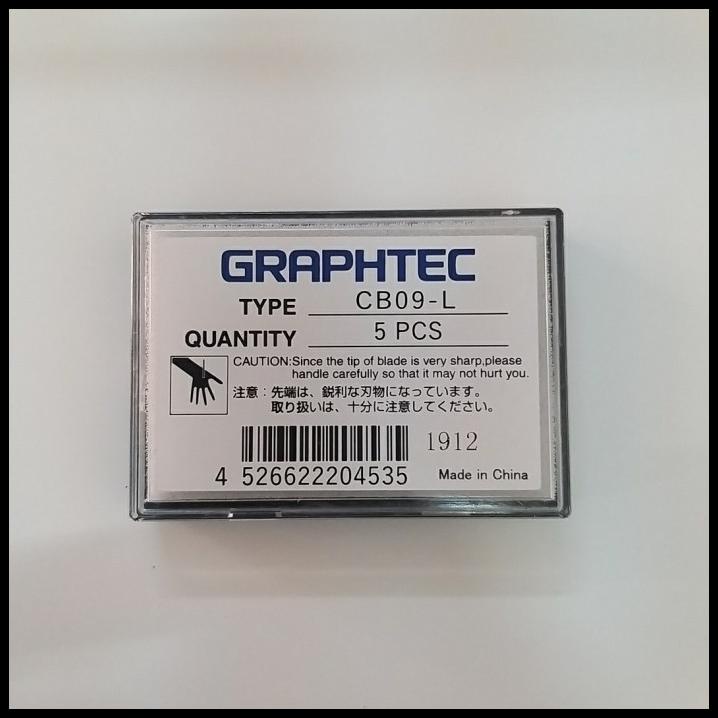 GRAPHTEC
TYPE CB09-L
QUANTITY 5 PCS
CAUTION:Since the tip of blade is very sharp,please
handle carefully so that it may not hurt you.
注意：先端は、鋭利な刃物になっています。
取り扱いは、十分に注意してください。
1912
4 526622204535 Made in China